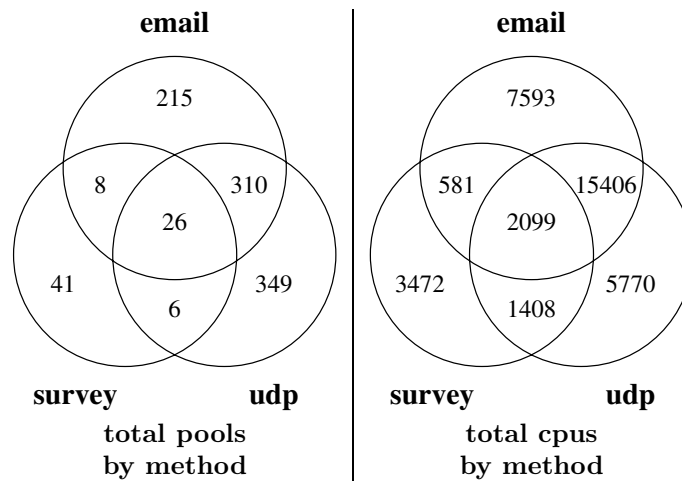 email
215
8
310
26
41
349
6
survey
udp
total pools
by method
email
7593
581
15406
2099
3472
5770
1408
survey
udp
total cpus
by method